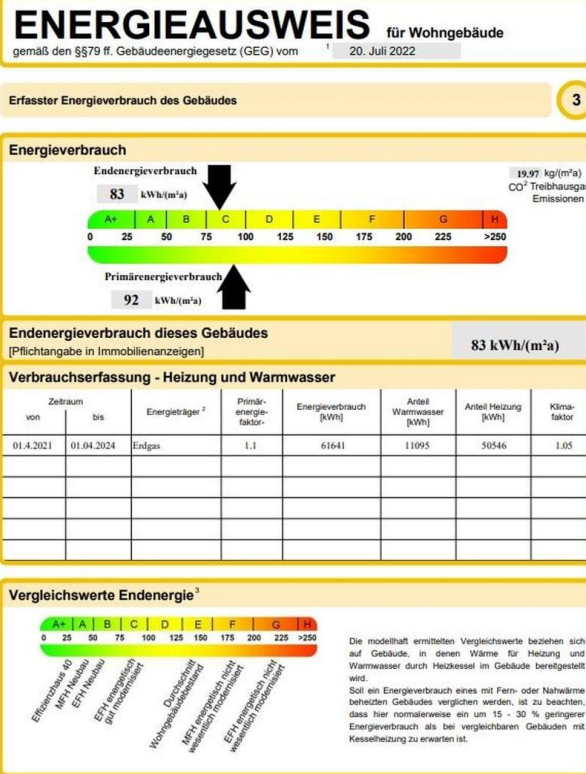 ENERGIEAUSWEIS für Wohngebäude
gemäß den §§79 ff. Gebäudeenergiegesetz (GEG) vom 1 20. Juli 2022
Erfasster Energieverbrauch des Gebäudes 3
Energieverbrauch
Endenergieverbrauch
83 kWh/(m²a)
19.97 kg/(m²a)
CO² Treibhausga
Emissionen
A+ A B C D E F G H
0 25 50 75 100 125 150 175 200 225 >250
Primärenergieverbrauch
92 kWh/(m²a)
Endenergieverbrauch dieses Gebäudes
[Pflichtangabe in Immobilienanzeigen]
83 kWh/(m²a)
Verbrauchserfassung - Heizung und Warmwasser
Zeitraum
von bis
Energieträger 2
Primär-
energie-
faktor-
Energieverbrauch
[kWh]
Anteil
Warmwasser
[kWh]
Anteil Heizung
[kWh]
Klima-
faktor
01.4.2021 01.04.2024 Erdgas 1.1 61641 11095 50546 1.05
Vergleichswerte Endenergie 3
A+ A B C D E F G H
0 25 50 75 100 125 150 175 200 225 >250
Effizienzhaus 40
MFH Neubau
EFH Neubau
EFH energetisch
gut modernisiert
Durchschnitt
Wohngebäudebestand
MFH energetisch nicht
wesentlich modernisiert
EFH energetisch nicht
wesentlich modernisiert
Die modellhaft ermittelten Vergleichswerte beziehen sich
auf Gebäude, in denen Wärme für Heizung und
Warmwasser durch Heizkessel im Gebäude bereitgestellt
wird.
Soll ein Energieverbrauch eines mit Fern- oder Nahwärme
beheizten Gebäudes verglichen werden, ist zu beachten,
dass hier normalerweise ein um 15 - 30 % geringerer
Energieverbrauch als bei vergleichbaren Gebäuden mit
Kesselheizung zu erwarten ist.